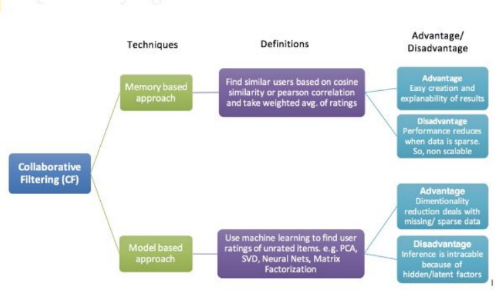 Techniques
Definitions
Advantage/
Disadvantage
Collaborative
Filtering (CF)
Memory based
approach
Find similar users based on cosine
similarity or pearson correlation
and take weighted avg. of ratings
Advantage
Easy creation and
explanability of results
Disadvantage
Performance reduces
when data is sparse.
So, non scalable
Model based
approach
Use machine learning to find user
ratings of unrated items. e.g. PCA,
SVD, Neural Nets, Matrix
Factorization
Advantage
Dimentionality
reduction deals with
missing/ sparse data
Disadvantage
Inference is intracable
because of
hidden/latent factors